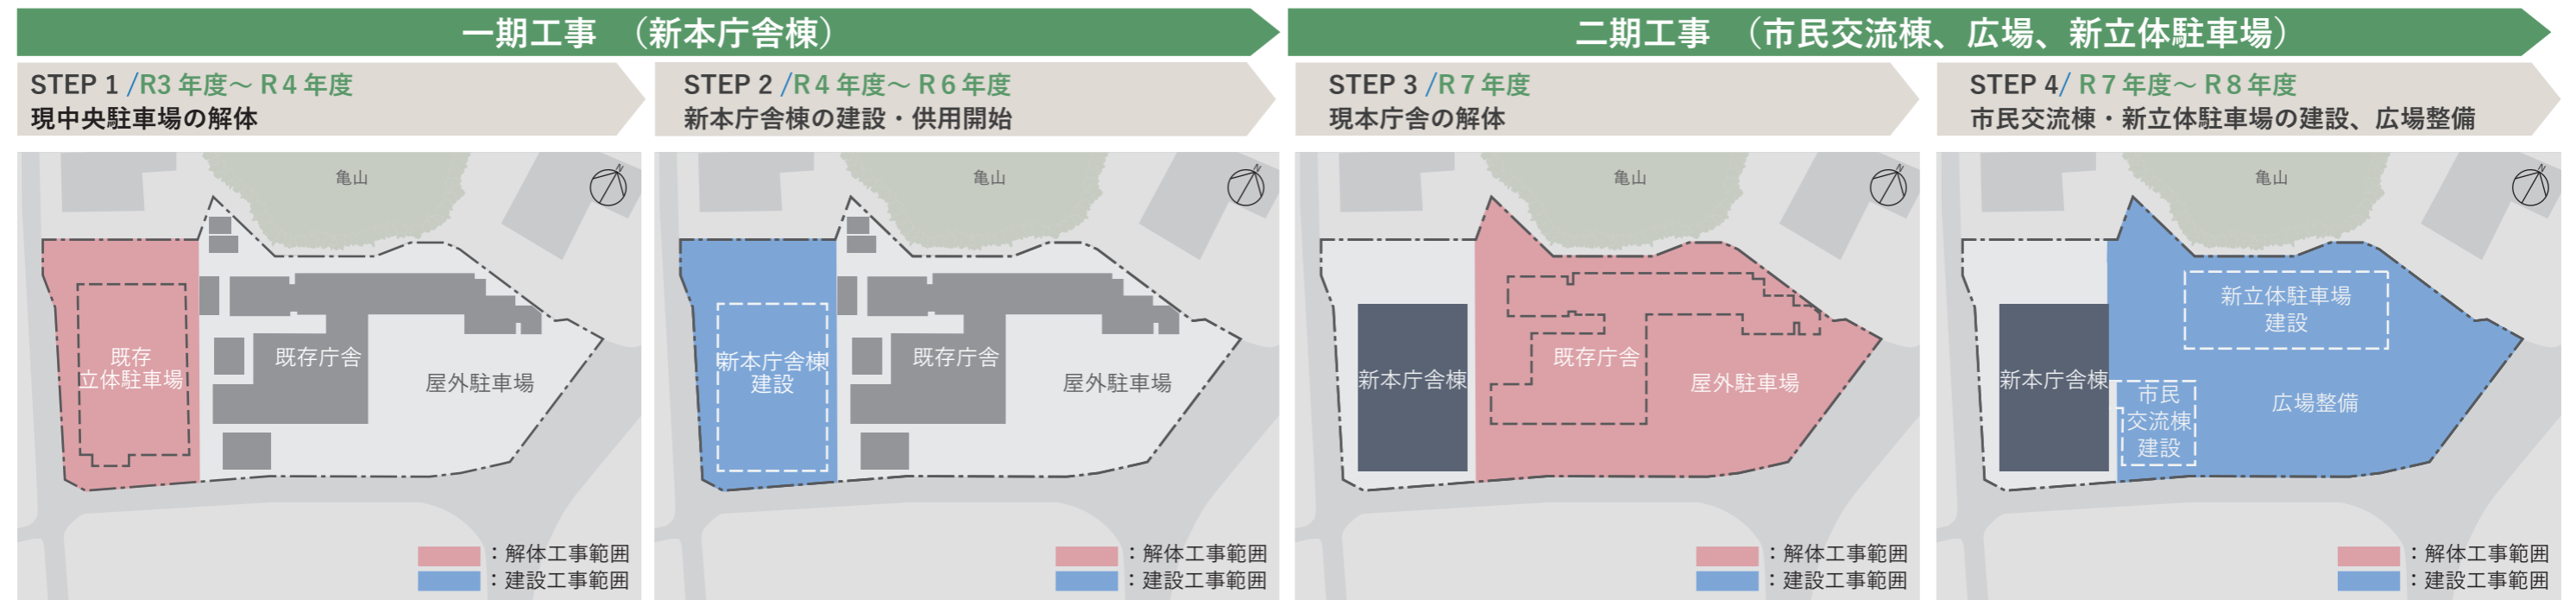 一期工事 （新本庁舎棟）
二期工事 （市民交流棟、広場、新立体駐車場）
STEP 1 /R3 年度～ R 4 年度
現中央駐車場の解体
STEP 2 /R 4 年度～ R 6 年度
新本庁舎棟の建設・供用開始
STEP 3 /R 7 年度
現本庁舎の解体
STEP 4/ R 7 年度～ R 8 年度
市民交流棟・新立体駐車場の建設、広場整備
亀山
N
既存
立体駐車場
既存庁舎
屋外駐車場
：解体工事範囲
：建設工事範囲
亀山
N
新本庁舎棟
建設
既存庁舎
屋外駐車場
：解体工事範囲
：建設工事範囲
亀山
N
新本庁舎棟
既存庁舎
屋外駐車場
：解体工事範囲
：建設工事範囲
亀山
N
新立体駐車場
建設
新本庁舎棟
市民
交流棟
建設
広場整備
：解体工事範囲
：建設工事範囲